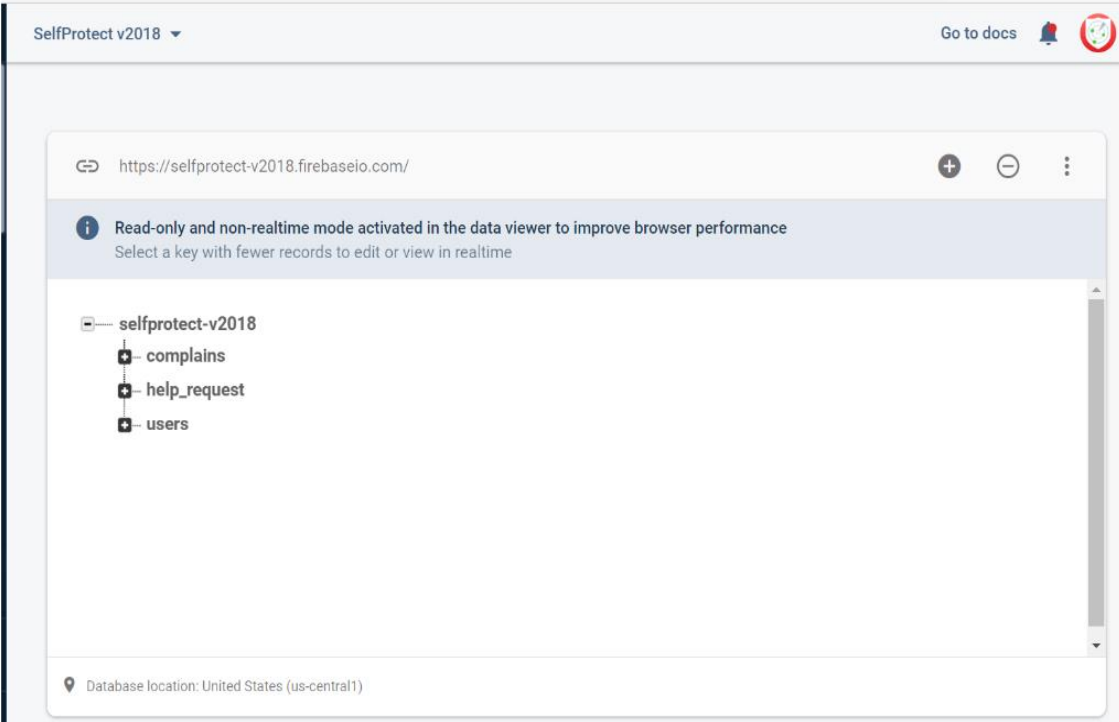 SelfProtect v2018
Go to docs
https://selfprotect-v2018.firebaseio.com/
Read-only and non-realtime mode activated in the data viewer to improve browser performance
Select a key with fewer records to edit or view in realtime
selfprotect-v2018
complains
help_request
users
Database location: United States (us-central1)